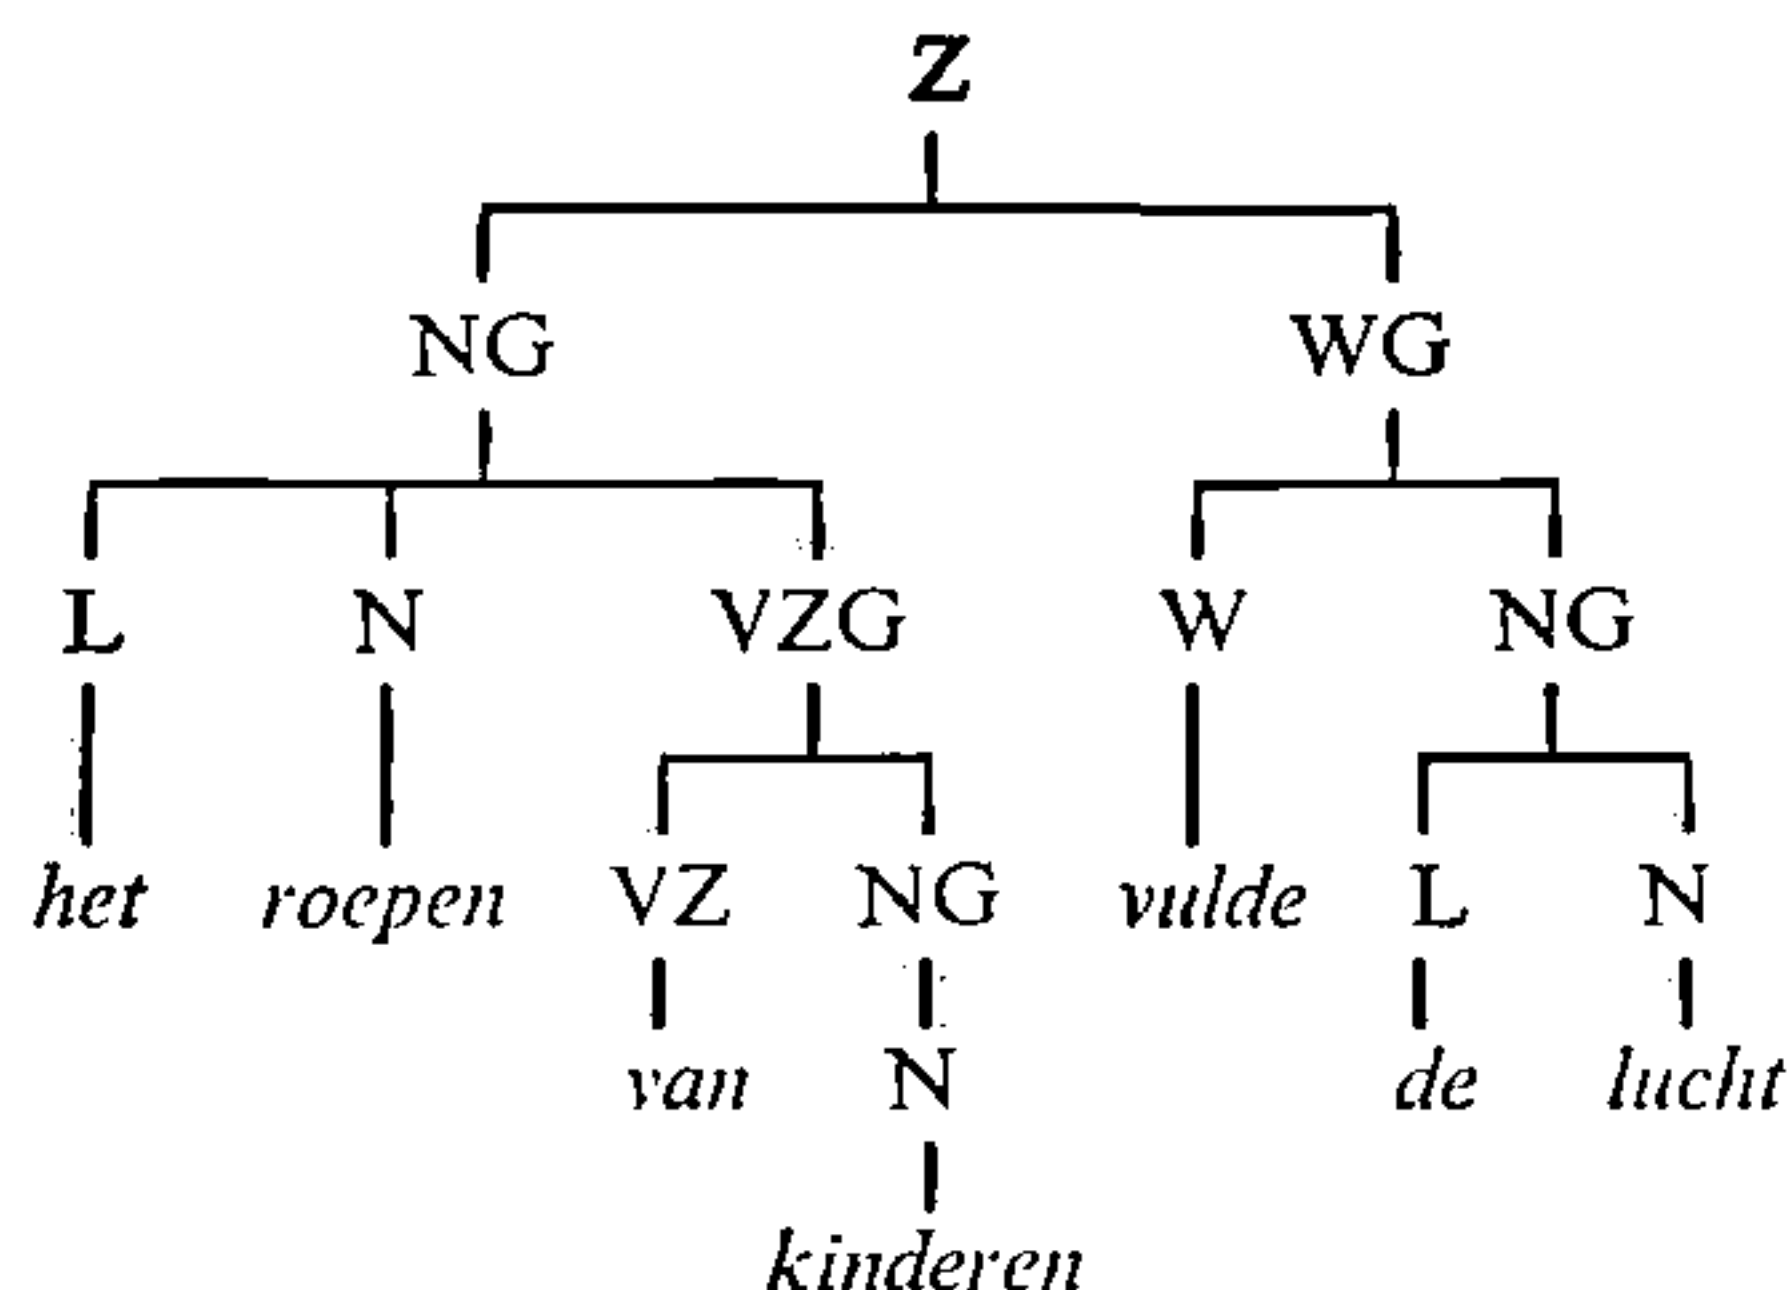 Z
NG WG
L N VZG W NG
het roepen VZ NG vulde L N
van N de lucht
kinderen